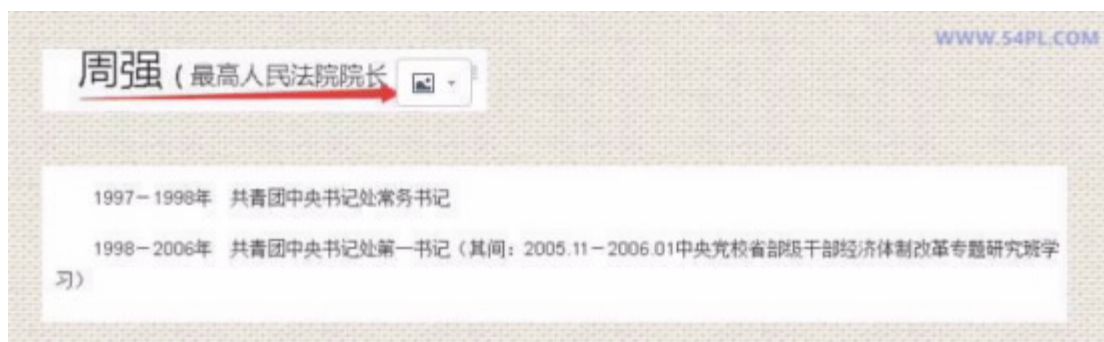 WWW.54PL.COM
周强（最高人民法院院长
1997－1998年　共青团中央书记处常务书记
1998－2006年　共青团中央书记处第一书记（其间：2005.11－2006.01中央党校省部级干部经济体制改革专题研究班学
习）